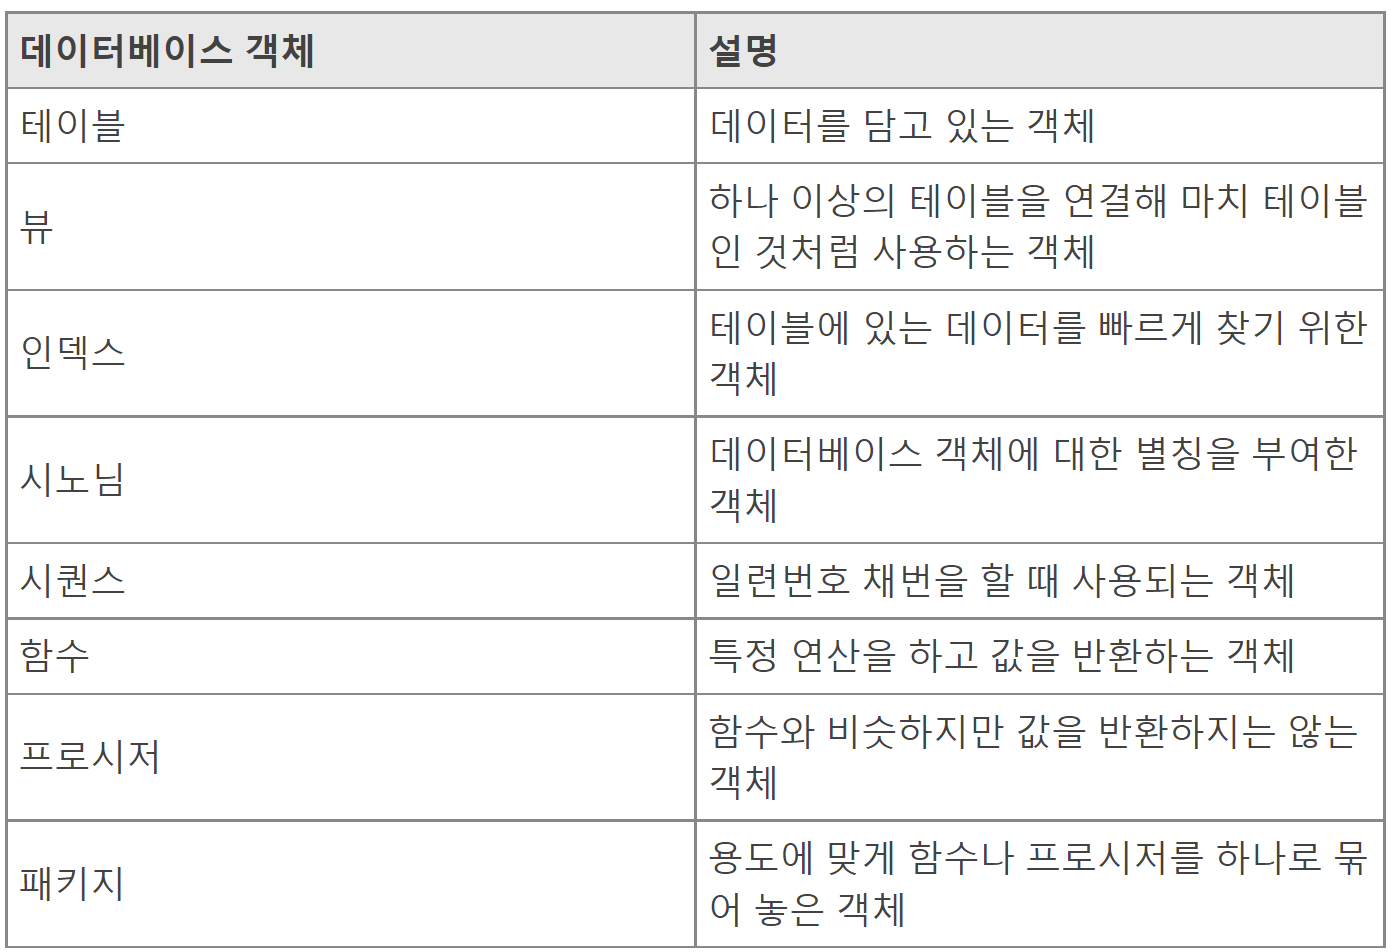 데이터베이스 객체
설명
테이블
데이터를 담고 있는 객체
뷰
하나 이상의 테이블을 연결해 마치 테이블
인 것처럼 사용하는 객체
인덱스
테이블에 있는 데이터를 빠르게 찾기 위한
객체
시노님
데이터베이스 객체에 대한 별칭을 부여한
객체
시퀀스
일련번호 채번을 할 때 사용되는 객체
함수
특정 연산을 하고 값을 반환하는 객체
프로시저
함수와 비슷하지만 값을 반환하지는 않는
객체
패키지
용도에 맞게 함수나 프로시저를 하나로 묶
어 놓은 객체